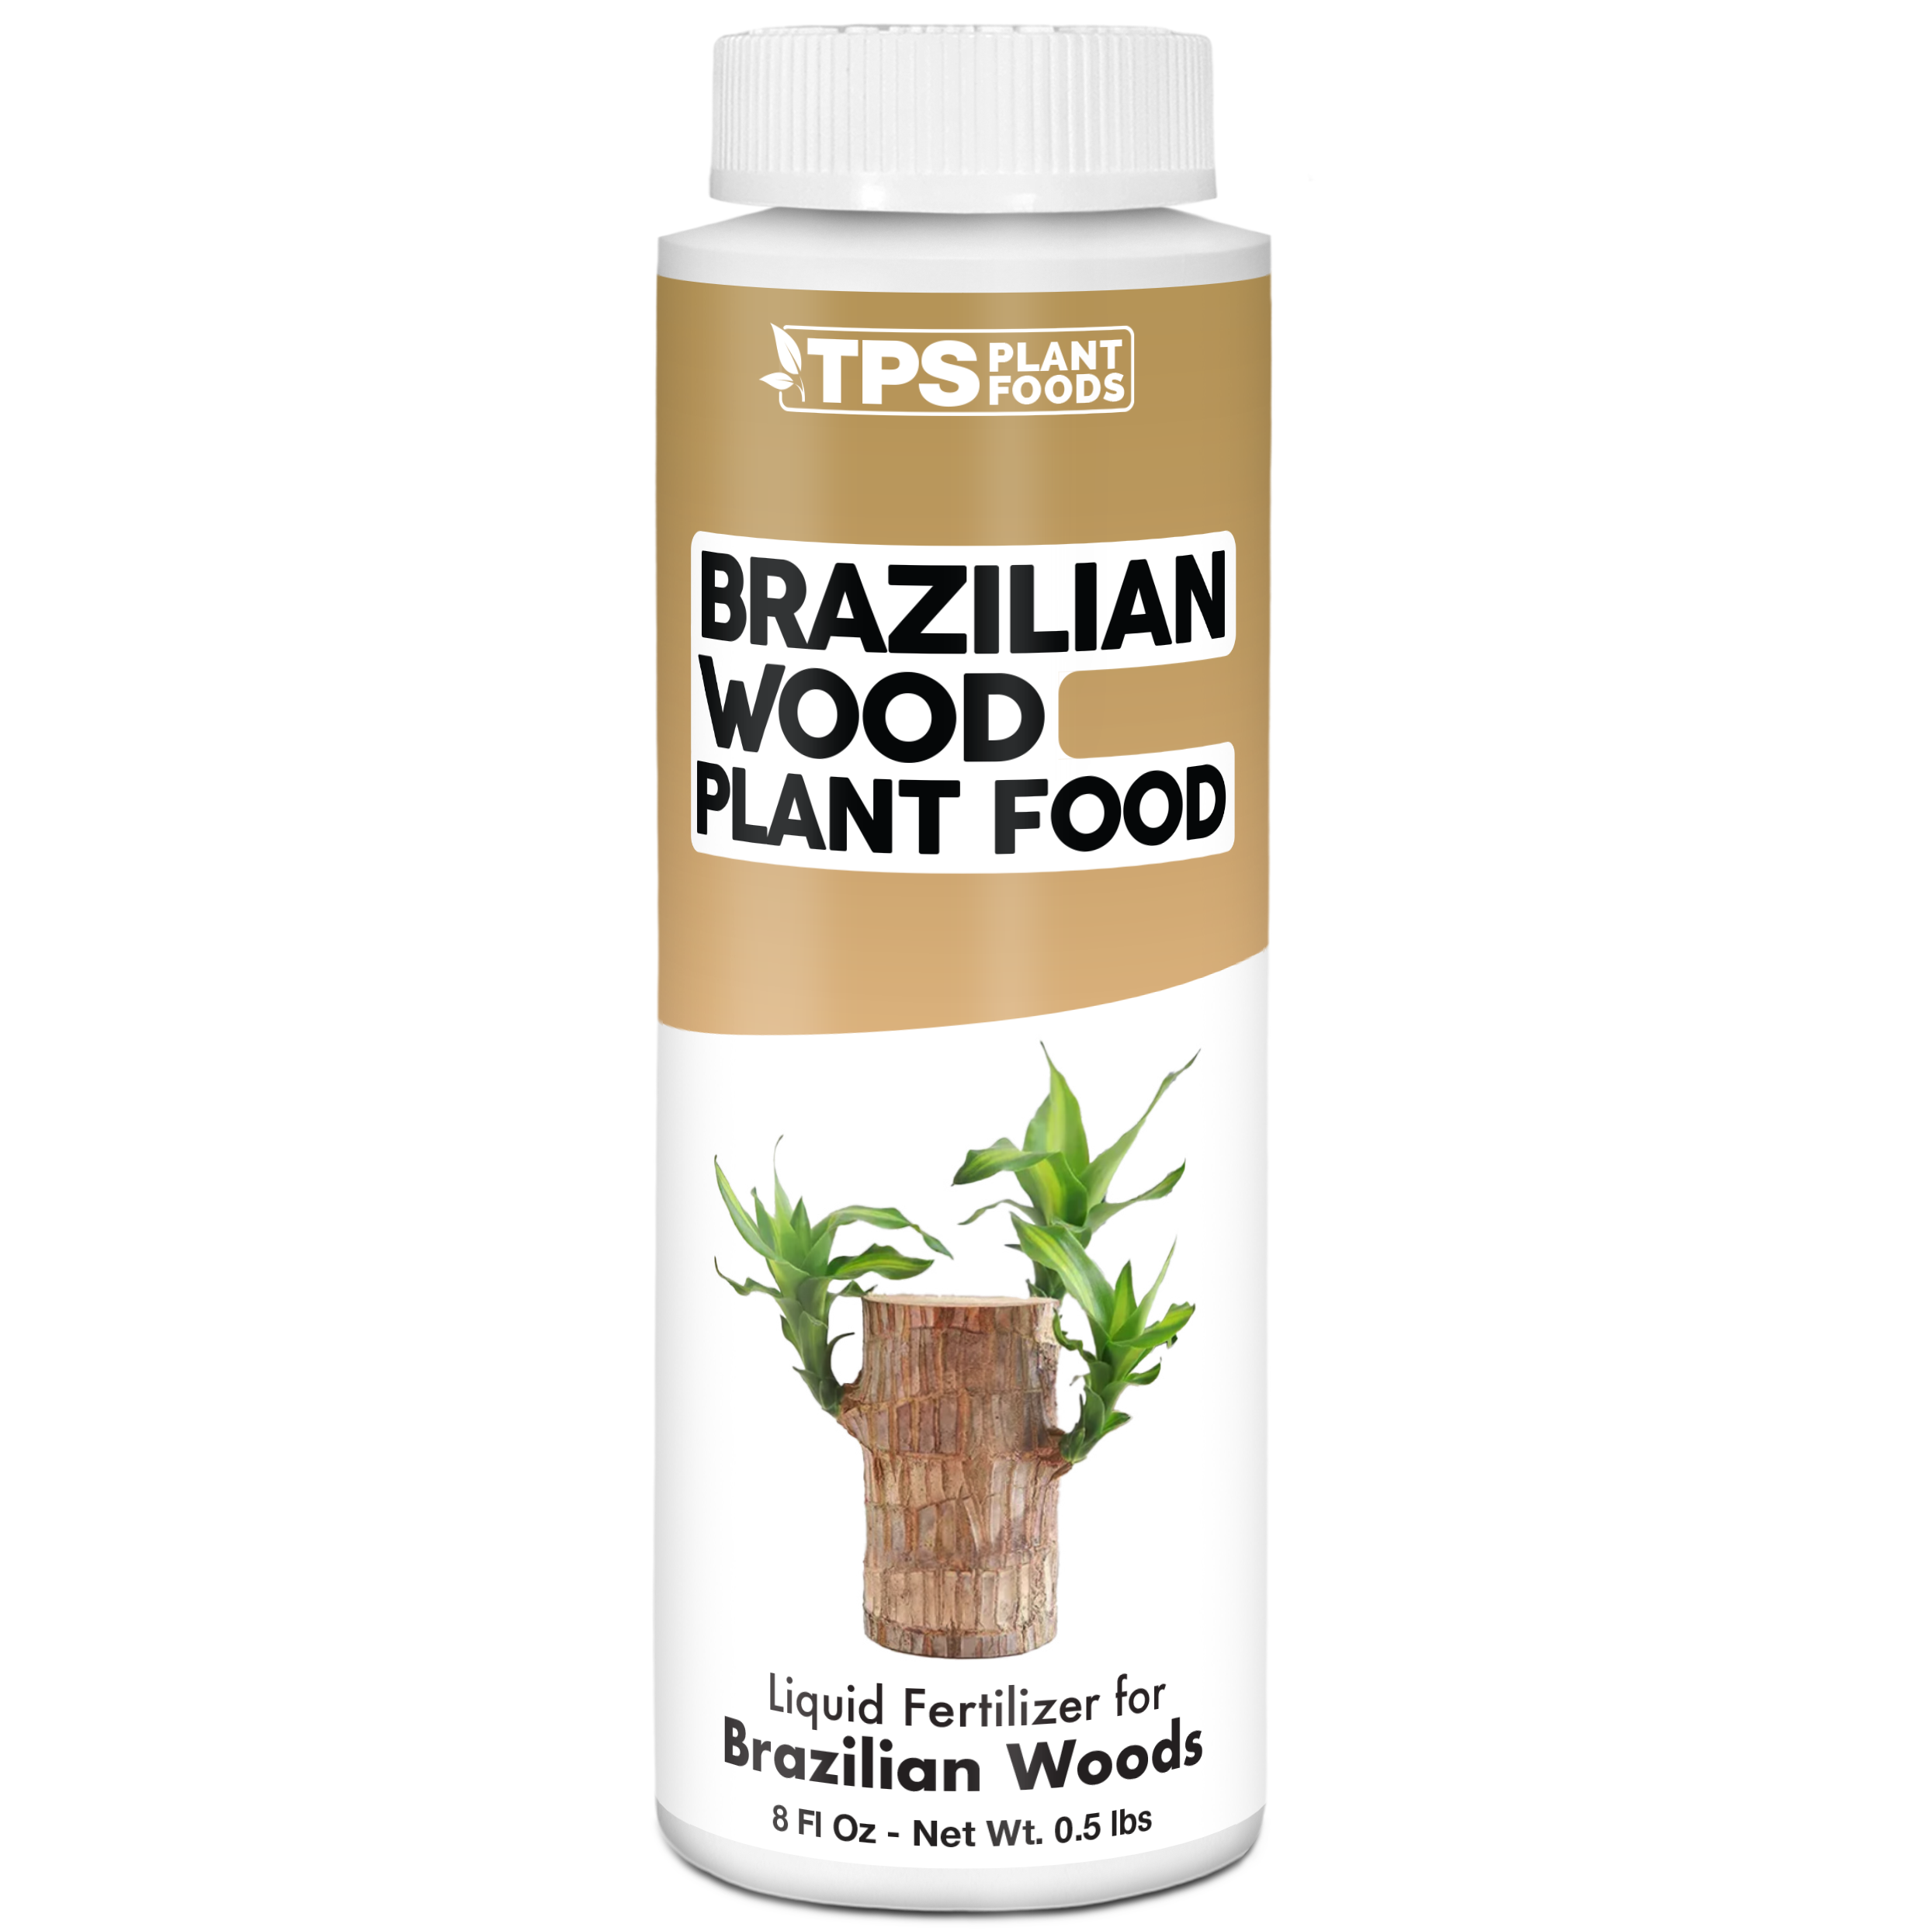 TPS PLANT FOODS
BRAZILIAN
WOOD
PLANT FOOD
Liquid Fertilizer for
Brazilian Woods
8 Fl Oz - Net Wt. 0.5 lbs